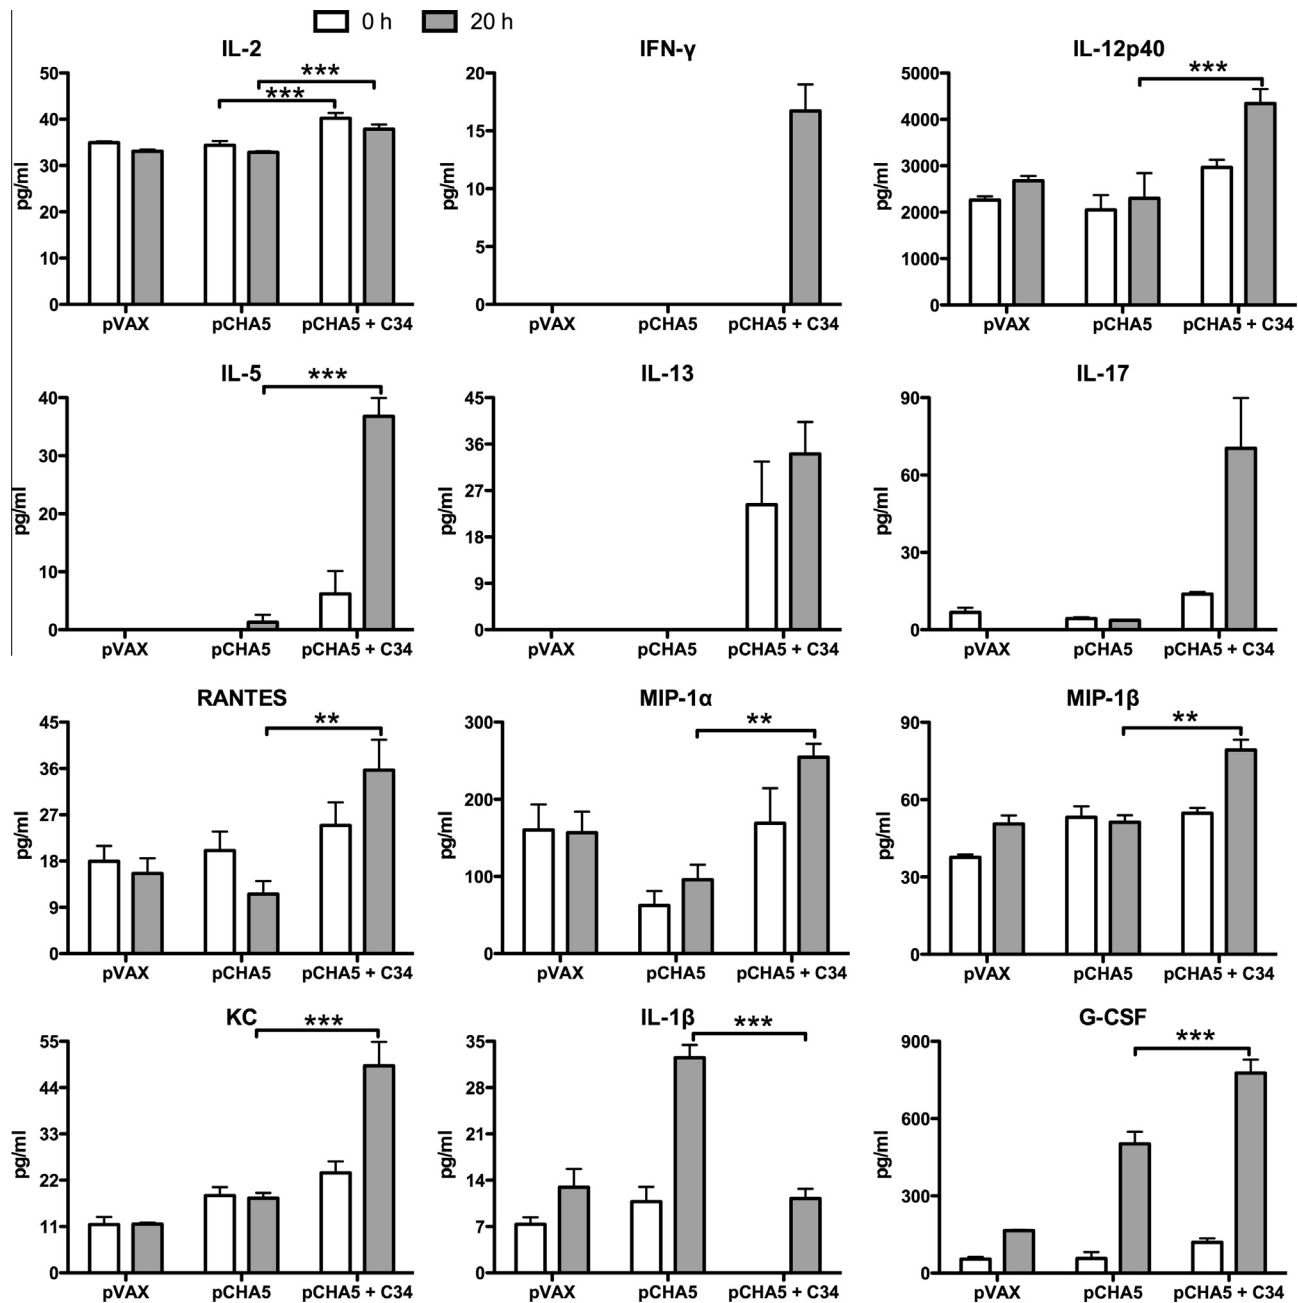 0 h 20 h
IL-2 IFN-γ IL-12p40
*** *** ***
pg/ml 50 40 30 20 10 0
pVAX pCHA5 pCHA5 + C34
pg/ml 20 15 10 5 0
pVAX pCHA5 pCHA5 + C34
pg/ml 5000 4000 3000 2000 1000 0
pVAX pCHA5 pCHA5 + C34
IL-5 IL-13 IL-17
***
pg/ml 40 30 20 10 0
pVAX pCHA5 pCHA5 + C34
pg/ml 45 36 27 18 9 0
pVAX pCHA5 pCHA5 + C34
pg/ml 90 60 30 0
pVAX pCHA5 pCHA5 + C34
RANTES MIP-1α MIP-1β
** ** **
pg/ml 45 36 27 18 9 0
pVAX pCHA5 pCHA5 + C34
pg/ml 300 200 100 0
pVAX pCHA5 pCHA5 + C34
pg/ml 90 60 30 0
pVAX pCHA5 pCHA5 + C34
KC IL-1β G-CSF
*** *** ***
pg/ml 55 44 33 22 11 0
pVAX pCHA5 pCHA5 + C34
pg/ml 35 28 21 14 7 0
pVAX pCHA5 pCHA5 + C34
pg/ml 900 600 300 0
pVAX pCHA5 pCHA5 + C34